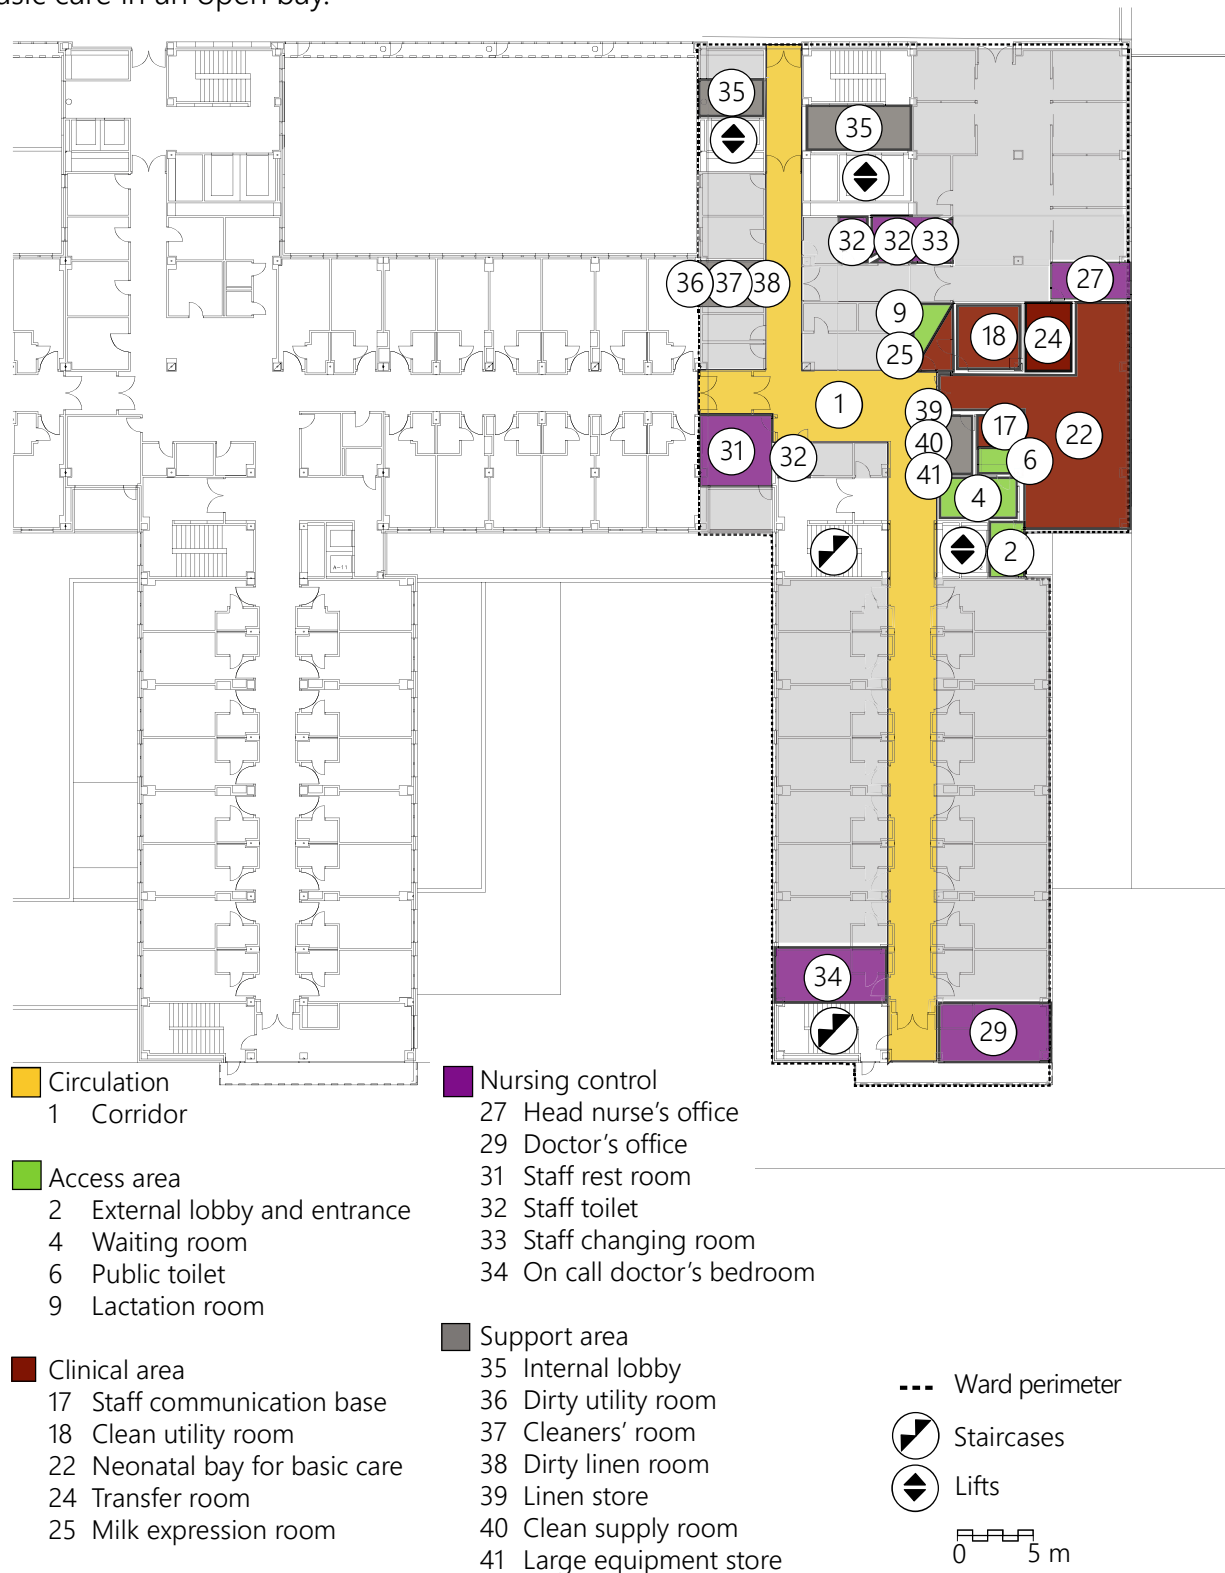 asic care in an open bay.
35
35
32
32
33
36
37
38
27
9
18
24
25
1
39
17
22
31
32
40
6
41
4
2
A-11
34
29
Circulation
1 Corridor
Access area
2 External lobby and entrance
4 Waiting room
6 Public toilet
9 Lactation room
Clinical area
17 Staff communication base
18 Clean utility room
22 Neonatal bay for basic care
24 Transfer room
25 Milk expression room
Nursing control
27 Head nurse’s office
29 Doctor’s office
31 Staff rest room
32 Staff toilet
33 Staff changing room
34 On call doctor’s bedroom
Support area
35 Internal lobby
36 Dirty utility room
37 Cleaners’ room
38 Dirty linen room
39 Linen store
40 Clean supply room
41 Large equipment store
Ward perimeter
Staircases
Lifts
0 5 m